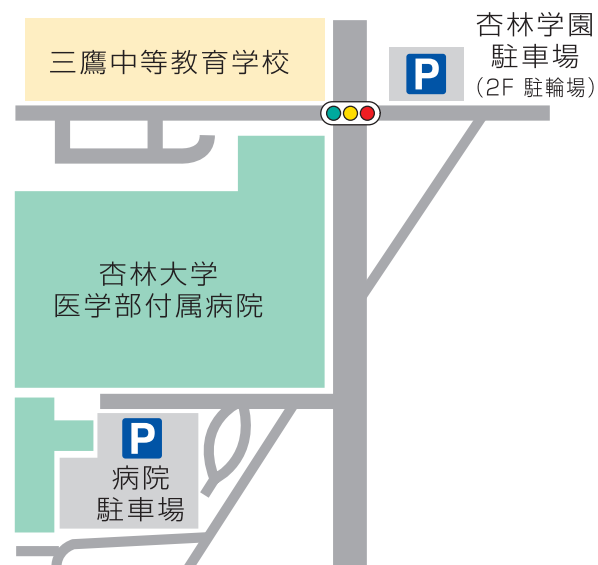 三鷹中等教育学校
P
杏林学園
駐車場
(2F 駐輪場)
杏林大学
医学部付属病院
P
病院
駐車場